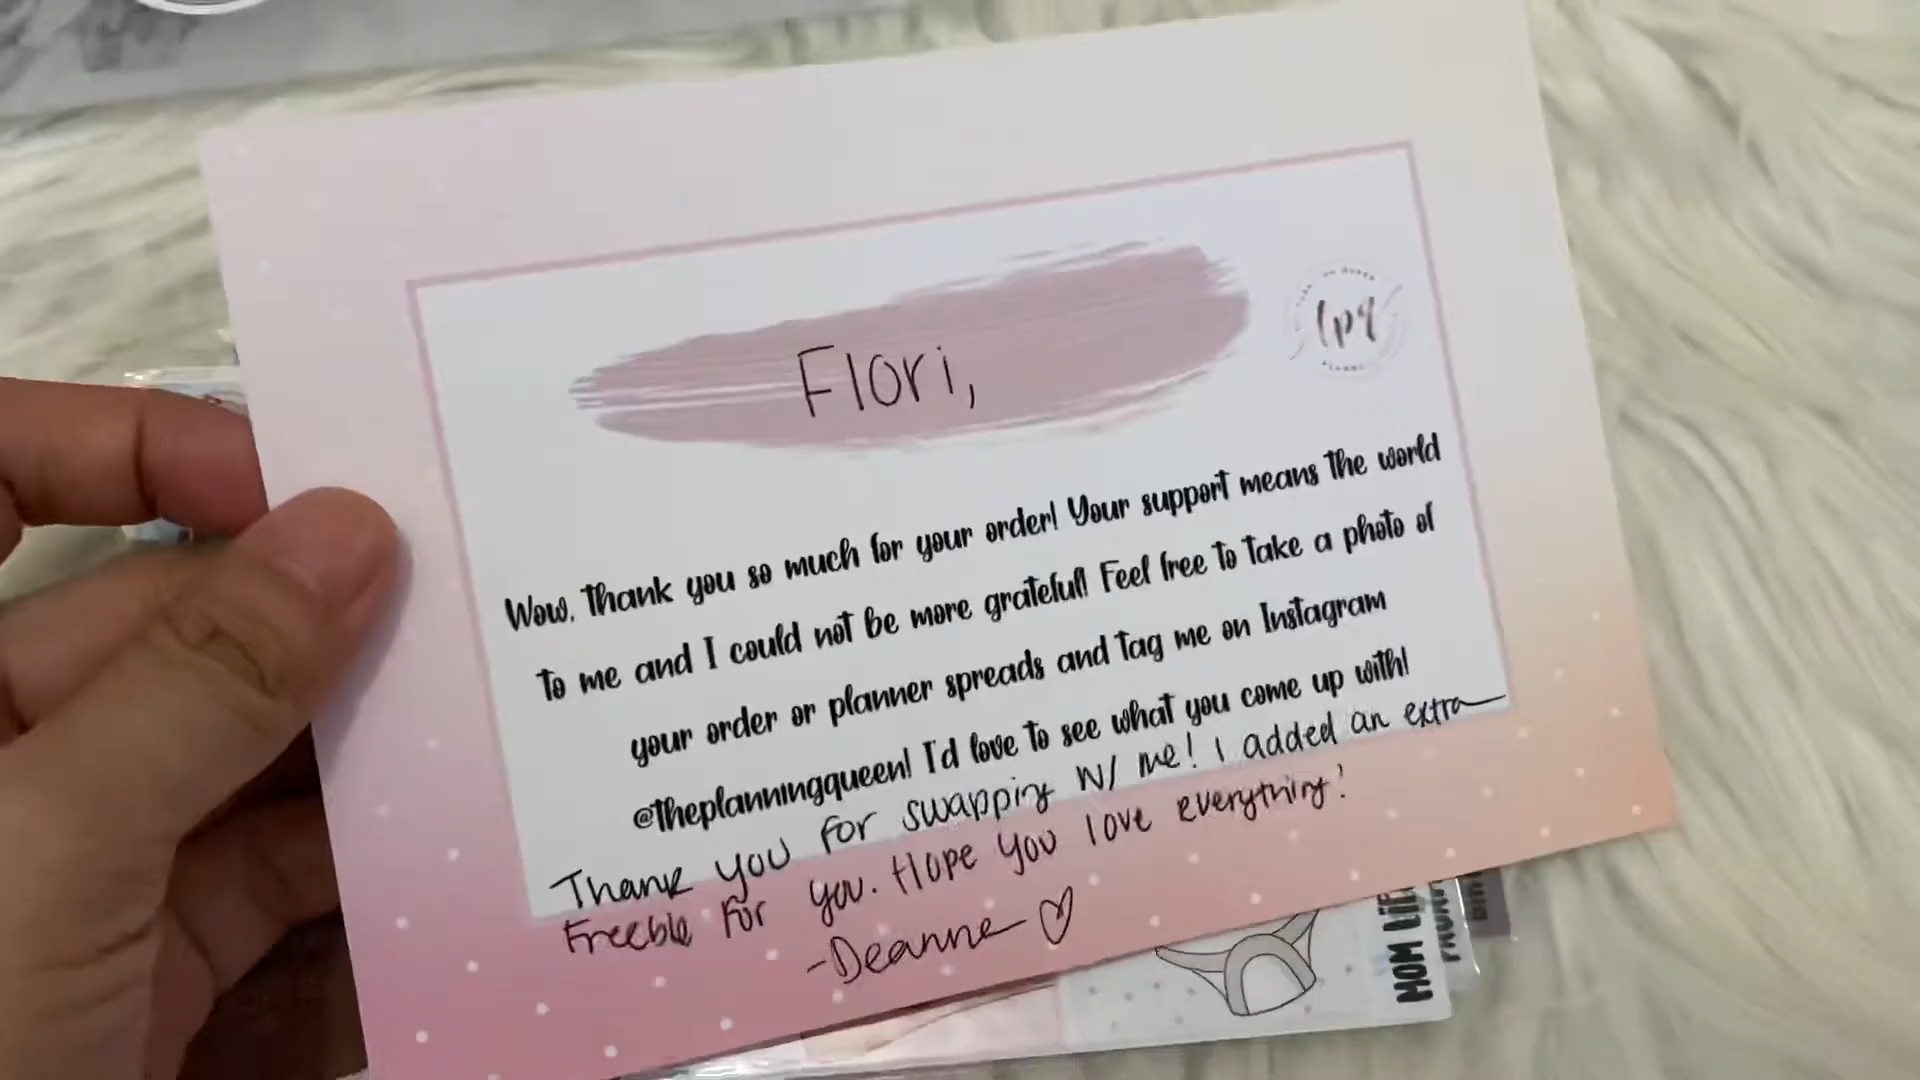 Flori,
lpq
Wow, thank you so much for your order! Your support means the world
to me and I could not be more grateful! Feel free to take a photo of
your order or planner spreads and tag me on Instagram
@theplanningqueen! I'd love to see what you come up with!
Thank you for swapping w/ me! I added an extra
Freebie for you. Hope you love everything!
-Deanne ♡
MOM